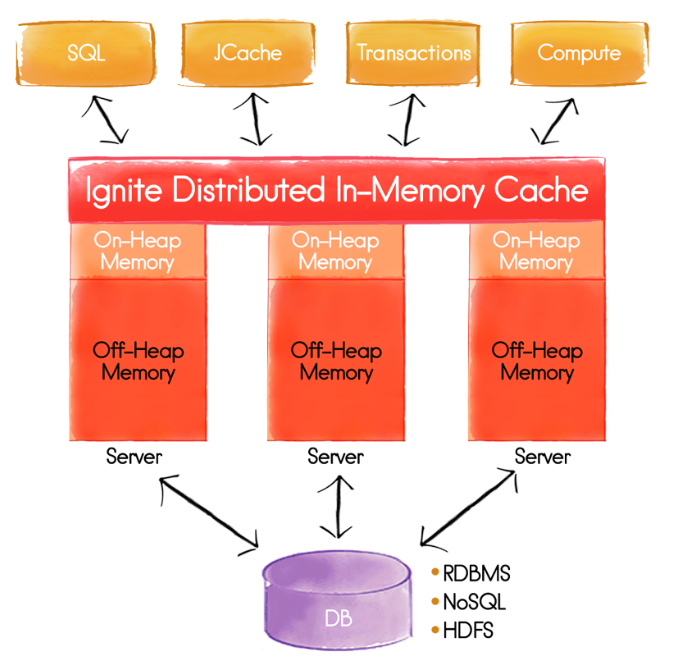 SQL
JCache
Transactions
Compute
Ignite Distributed In-Memory Cache
On-Heap
Memory
On-Heap
Memory
On-Heap
Memory
Off-Heap
Memory
Off-Heap
Memory
Off-Heap
Memory
Server
Server
Server
DB
RDBMS
NoSQL
HDFS